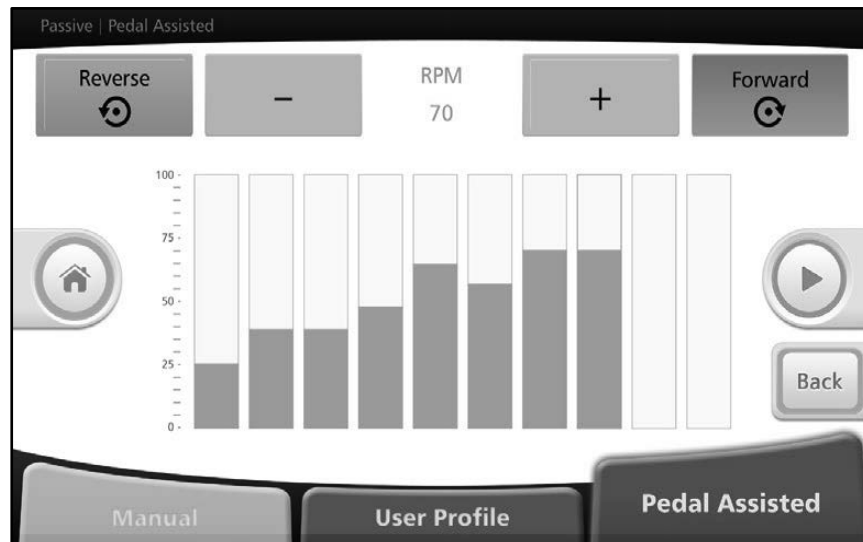 Passive | Pedal Assisted
Reverse
−
RPM
70
+
Forward
100
75
50
25
0
Back
Manual
User Profile
Pedal Assisted